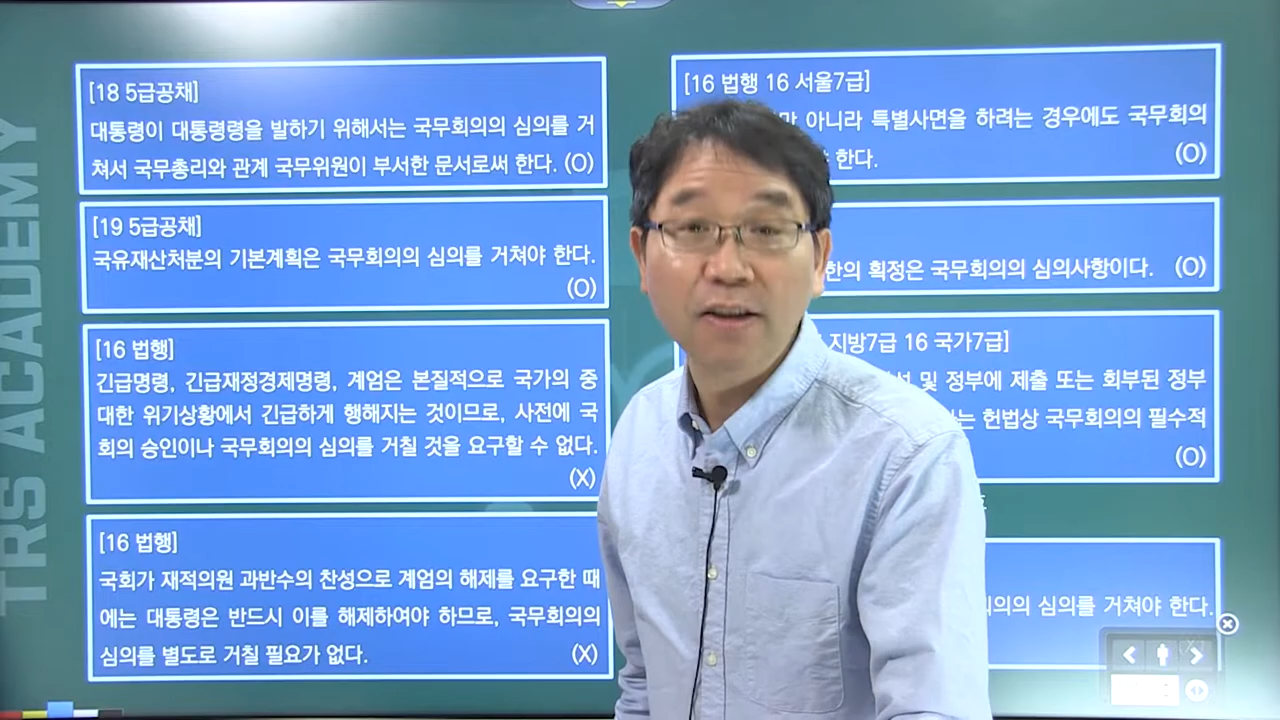 TRS ACADEMY
[18 5급공채]
대통령이 대통령령을 발하기 위해서는 국무회의의 심의를 거
쳐서 국무총리와 관계 국무위원이 부서한 문서로써 한다. (O)
[19 5급공채]
국유재산처분의 기본계획은 국무회의의 심의를 거쳐야 한다.
(O)
[16 법행]
긴급명령, 긴급재정경제명령, 계엄은 본질적으로 국가의 중
대한 위기상황에서 긴급하게 행해지는 것이므로, 사전에 국
회의 승인이나 국무회의의 심의를 거칠 것을 요구할 수 없다.
(X)
[16 법행]
국회가 재적의원 과반수의 찬성으로 계엄의 해제를 요구한 때
에는 대통령은 반드시 이를 해제하여야 하므로, 국무회의의
심의를 별도로 거칠 필요가 없다. (X)
[16 법행 16 서울7급]
아니라 특별사면을 하려는 경우에도 국무회의
한다. (O)
획정은 국무회의의 심의사항이다. (O)
지방7급 16 국가7급]
및 정부에 제출 또는 회부된 정부
헌법상 국무회의의 필수적
(O)
심의를 거쳐야 한다.